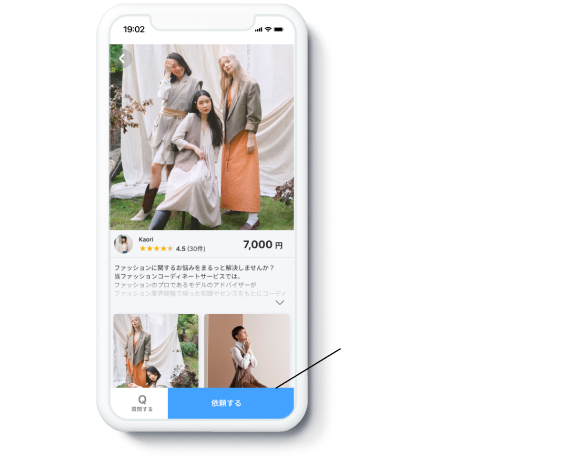 19:02
Kaori
4.5 (30件)
7,000 円
ファッションに関するお悩みをまるっと解決しませんか？
当ファッションコーディネートサービスでは、
ファッションのプロであるモデルのアドバイザーが
ファッション業界経験で培った知識やセンスをもとにコーディ
Q
質問する
依頼する